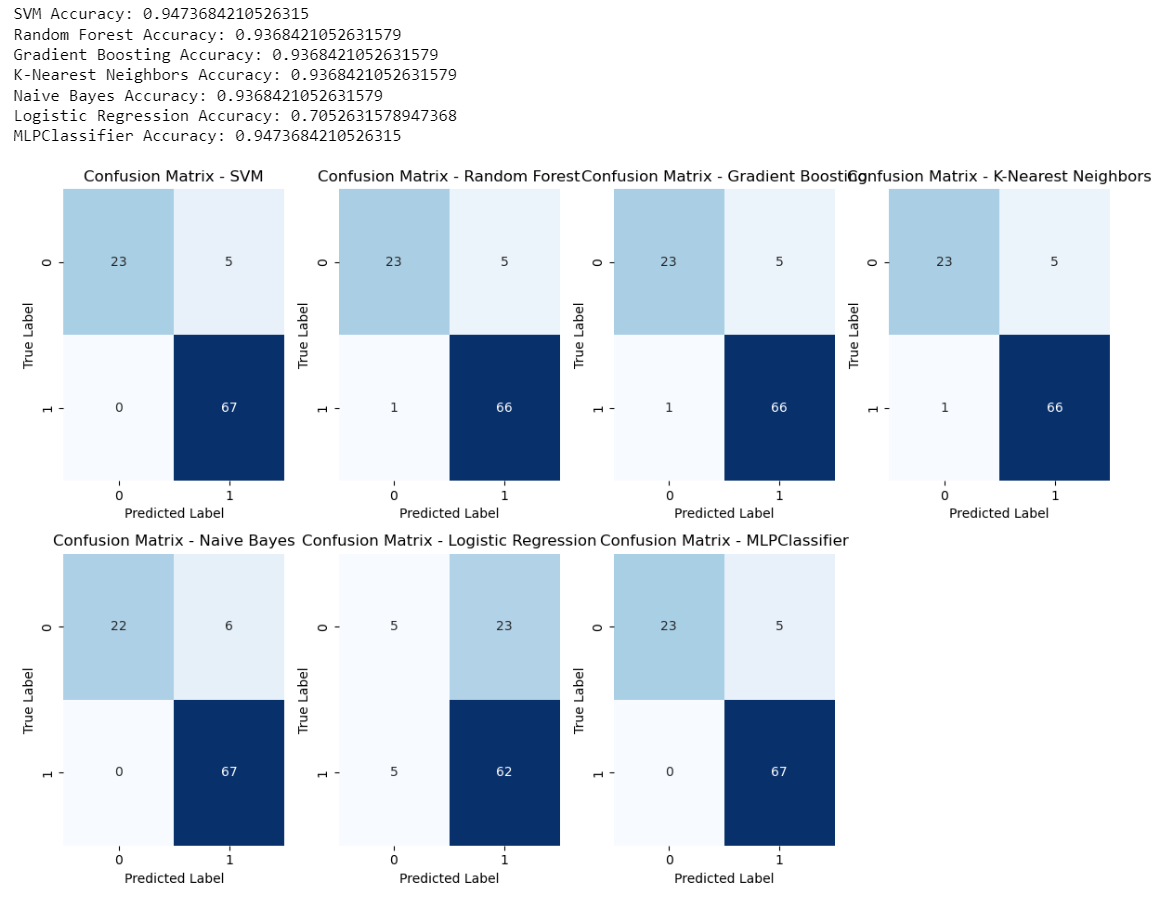 SVM Accuracy: 0.9473684210526315
Random Forest Accuracy: 0.9368421052631579
Gradient Boosting Accuracy: 0.9368421052631579
K-Nearest Neighbors Accuracy: 0.9368421052631579
Naive Bayes Accuracy: 0.9368421052631579
Logistic Regression Accuracy: 0.7052631578947368
MLPClassifier Accuracy: 0.9473684210526315
Confusion Matrix - SVM
True Label
0
23
5
1
0
67
0
1
Predicted Label
Confusion Matrix - Random Forest
True Label
0
23
5
1
1
66
0
1
Predicted Label
Confusion Matrix - Gradient Boosting
True Label
0
23
5
1
1
66
0
1
Predicted Label
Confusion Matrix - K-Nearest Neighbors
True Label
0
23
5
1
1
66
0
1
Predicted Label
Confusion Matrix - Naive Bayes
True Label
0
22
6
1
0
67
0
1
Predicted Label
Confusion Matrix - Logistic Regression
True Label
0
5
23
1
5
62
0
1
Predicted Label
Confusion Matrix - MLPClassifier
True Label
0
23
5
1
0
67
0
1
Predicted Label